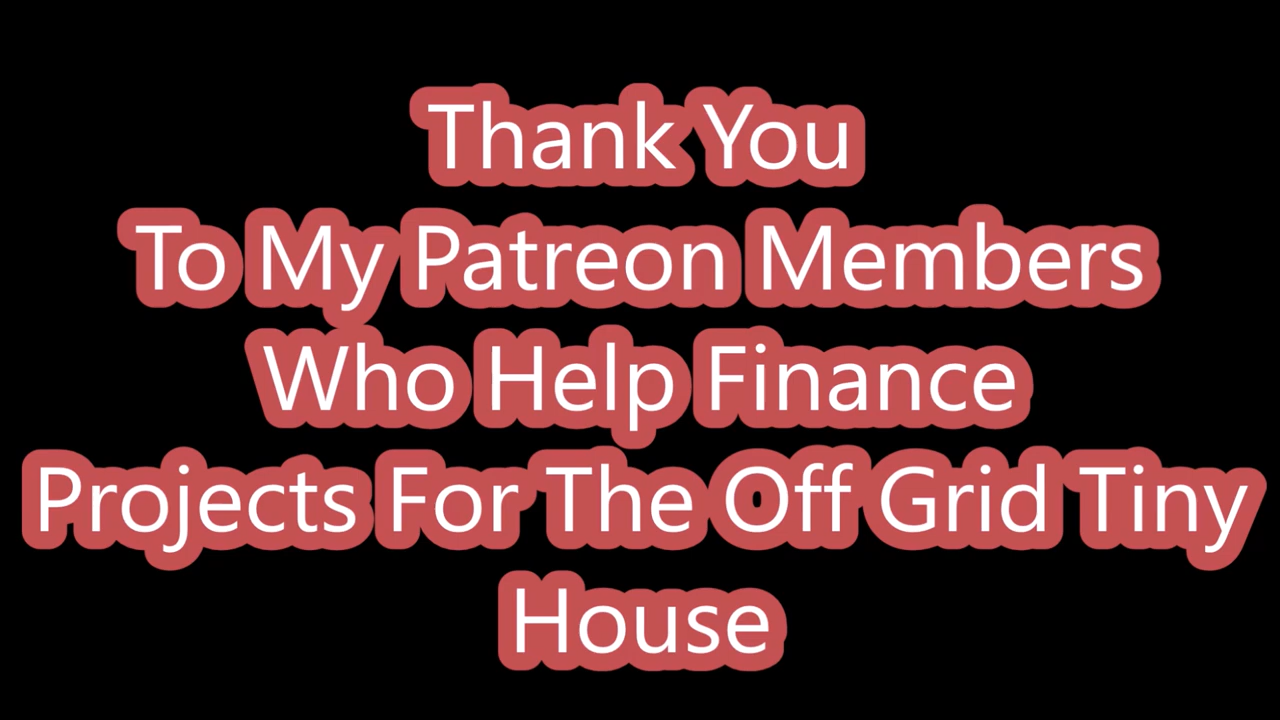 Thank You
To My Patreon Members
Who Help Finance
Projects For The Off Grid Tiny
House